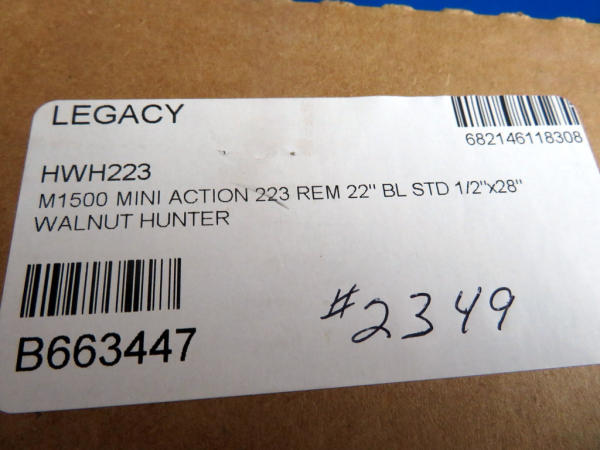 LEGACY
682146118308
HWH223
M1500 MINI ACTION 223 REM 22" BL STD 1/2"x28"
WALNUT HUNTER
B663447
#2349